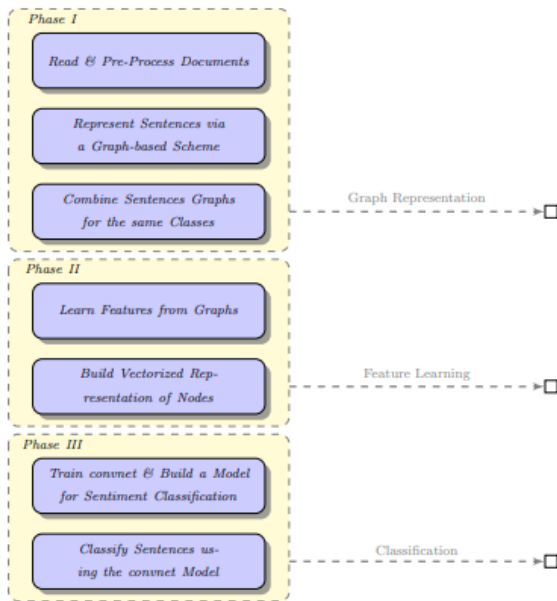 Phase I
Read & Pre-Process Documents
Represent Sentences via
a Graph-based Scheme
Combine Sentences Graphs
for the same Classes
Graph Representation
Phase II
Learn Features from Graphs
Build Vectorized Rep-
resentation of Nodes
Feature Learning
Phase III
Train convnet & Build a Model
for Sentiment Classification
Classify Sentences us-
ing the convnet Model
Classification